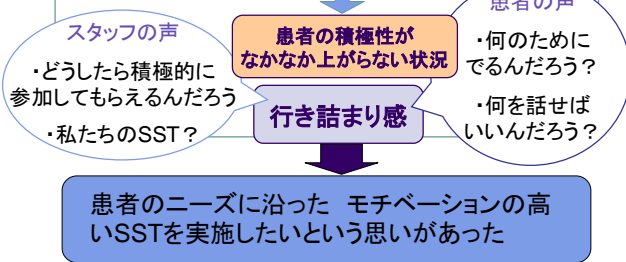 患者の声
スタッフの声
・どうしたら積極的に
参加してもらえるんだろう
・私たちのSST?
患者の積極性が
なかなか上がらない状況
行き詰まり感
・何のために
でるんだろう?
・何を話せば
いいんだろう?
患者のニーズに沿った モチベーションの高
いSSTを実施したいという思いがあった